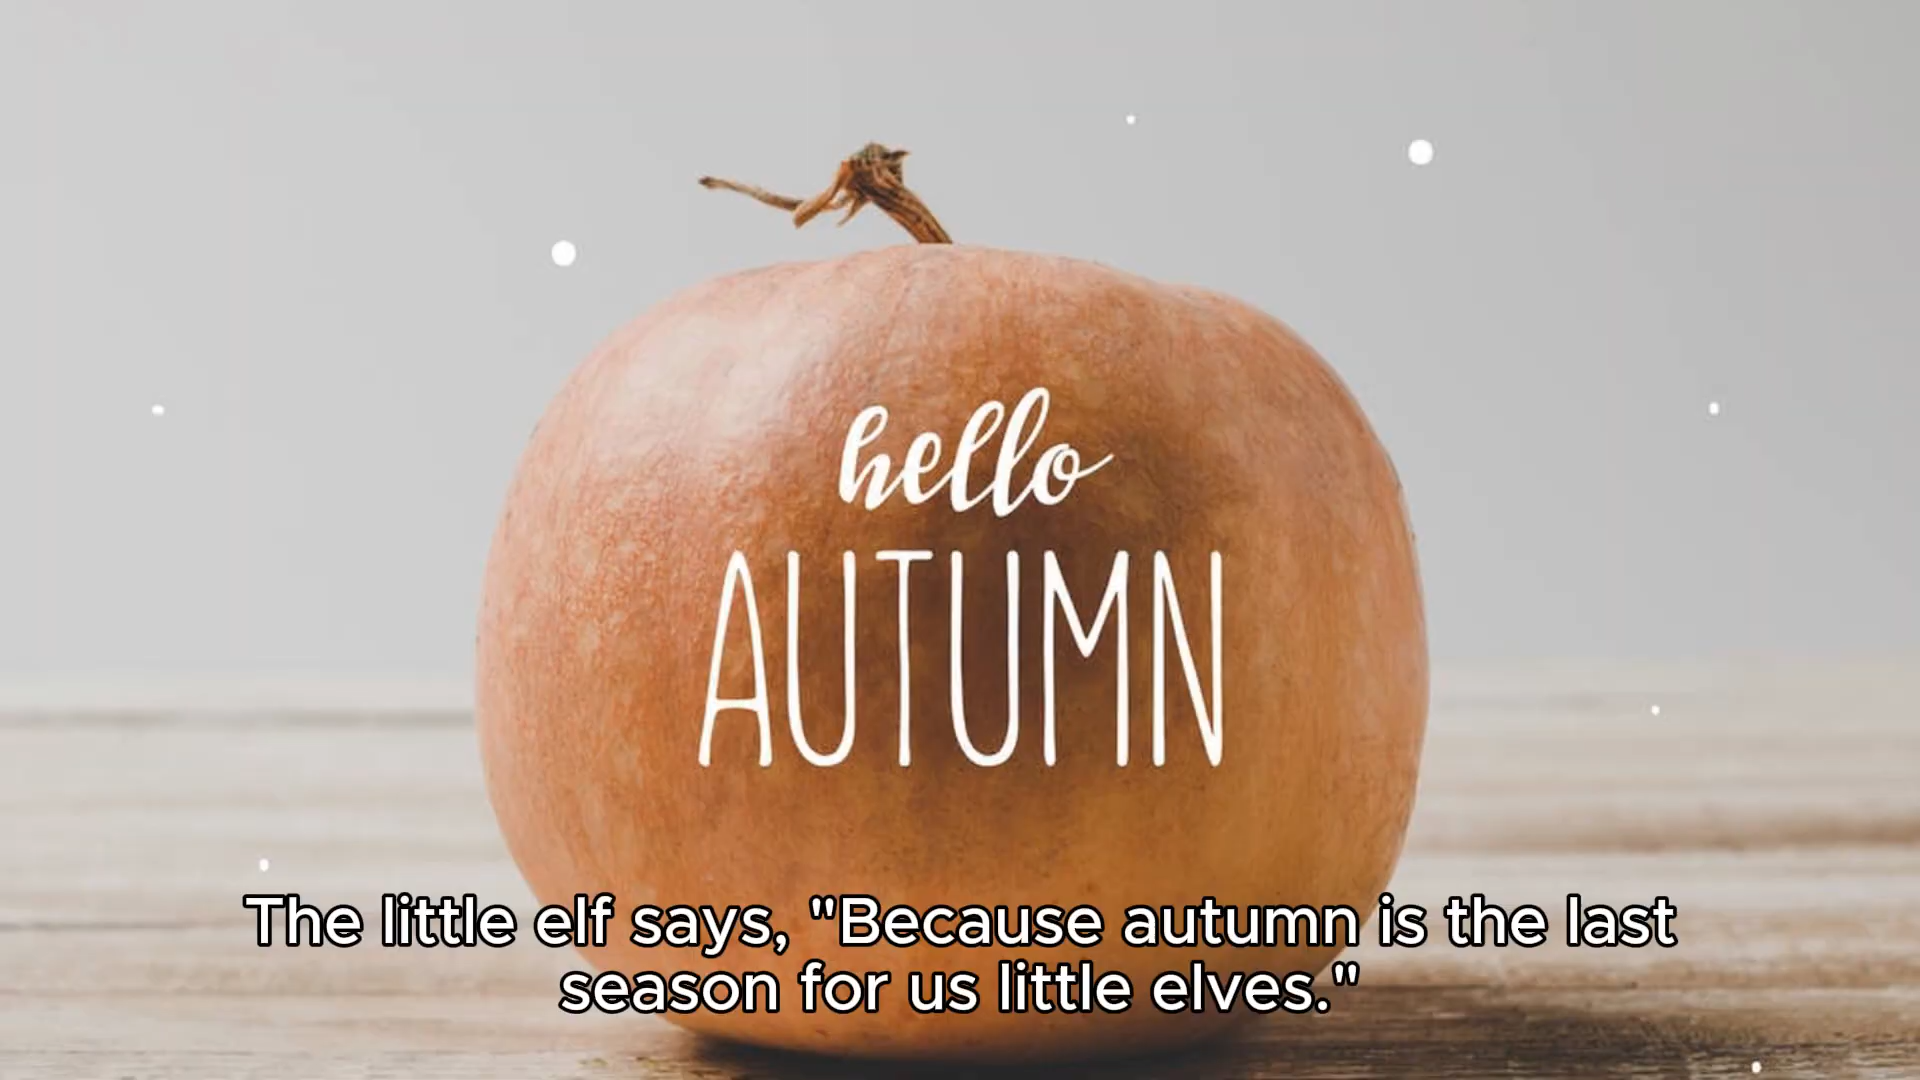 hello
AUTUMN
The little elf says, "Because autumn is the last
season for us little elves."